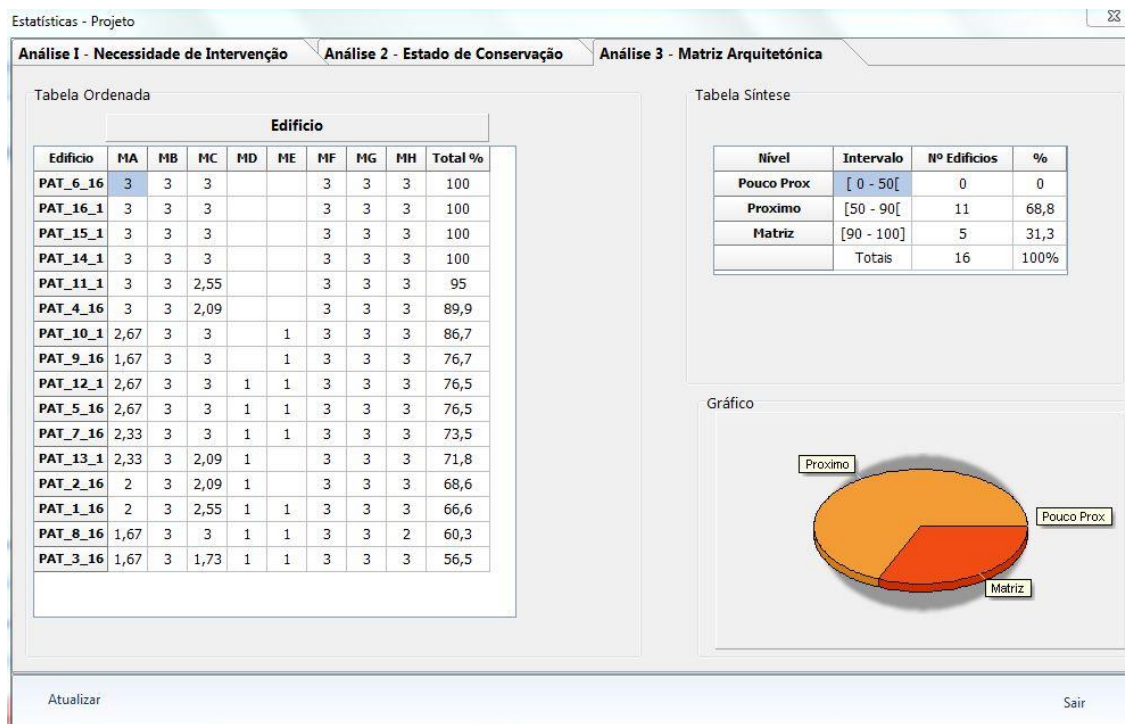 Estatísticas - Projeto
Análise I - Necessidade de Intervenção Análise 2 - Estado de Conservação Análise 3 - Matriz Arquitetónica
Tabela Ordenada
Edificio
Edificio MA MB MC MD ME MF MG MH Total %
PAT_6_16 3 3 3 3 3 3 100
PAT_16_1 3 3 3 3 3 3 100
PAT_15_1 3 3 3 3 3 3 100
PAT_14_1 3 3 3 3 3 3 100
PAT_11_1 3 3 2,55 3 3 3 95
PAT_4_16 3 3 2,09 3 3 3 89,9
PAT_10_1 2,67 3 3 1 3 3 3 86,7
PAT_9_16 1,67 3 3 1 3 3 3 76,7
PAT_12_1 2,67 3 3 1 1 3 3 3 76,5
PAT_5_16 2,67 3 3 1 1 3 3 3 76,5
PAT_7_16 2,33 3 3 1 1 3 3 3 73,5
PAT_13_1 2,33 3 2,09 1 3 3 3 71,8
PAT_2_16 2 3 2,09 1 3 3 3 68,6
PAT_1_16 2 3 2,55 1 1 3 3 3 66,6
PAT_8_16 1,67 3 3 1 1 3 3 2 60,3
PAT_3_16 1,67 3 1,73 1 1 3 3 3 56,5
Tabela Síntese
Nível Intervalo Nº Edificios %
Pouco Prox [ 0 - 50[ 0 0
Proximo [50 - 90[ 11 68,8
Matriz [90 - 100] 5 31,3
Totais 16 100%
Gráfico
Proximo
Pouco Prox
Matriz
Atualizar
Sair